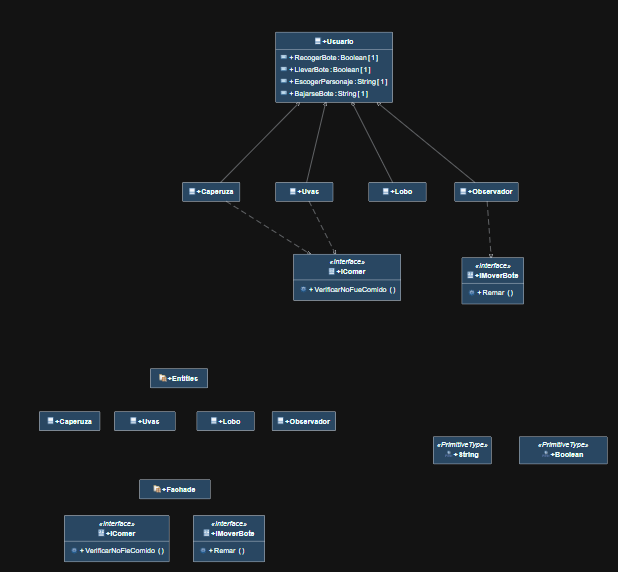 +Usuario
+RecogerBote : Boolean [ 1 ]
+LlevarBote : Boolean [ 1 ]
+EscogerPersonaje : String [ 1 ]
+BajarseBote : String [ 1 ]
+Caperuza
+Uvas
+Lobo
+Observador
«Interface»
+IComer
+VerificarNoFueComido ( )
«Interface»
+IMoverBote
+Remar ( )
+Entities
+Caperuza
+Uvas
+Lobo
+Observador
«PrimitiveType»
+String
«PrimitiveType»
+Boolean
+Fachade
«Interface»
+IComer
+VerificarNoFieComido ( )
«Interface»
+IMoverBote
+Remar ( )